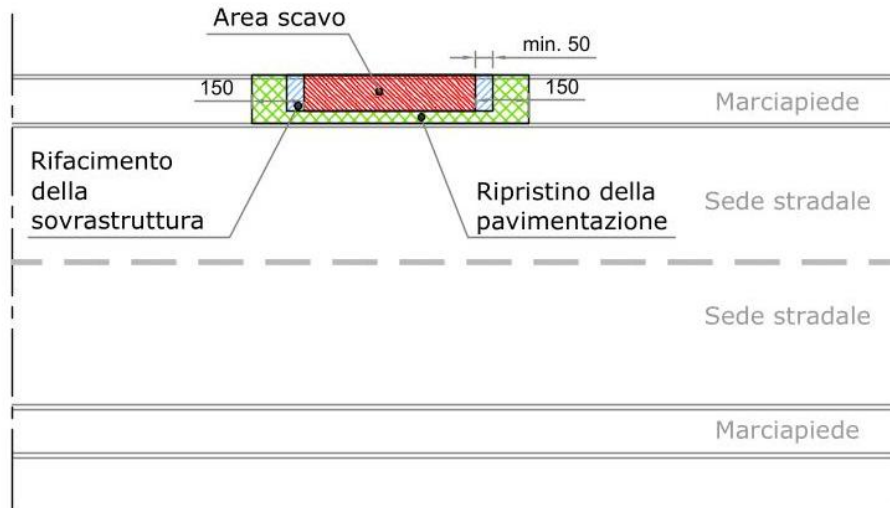 Area scavo
min. 50
150
150
Marciapiede
Rifacimento
della
sovrastruttura
Ripristino della
pavimentazione
Sede stradale
Sede stradale
Marciapiede